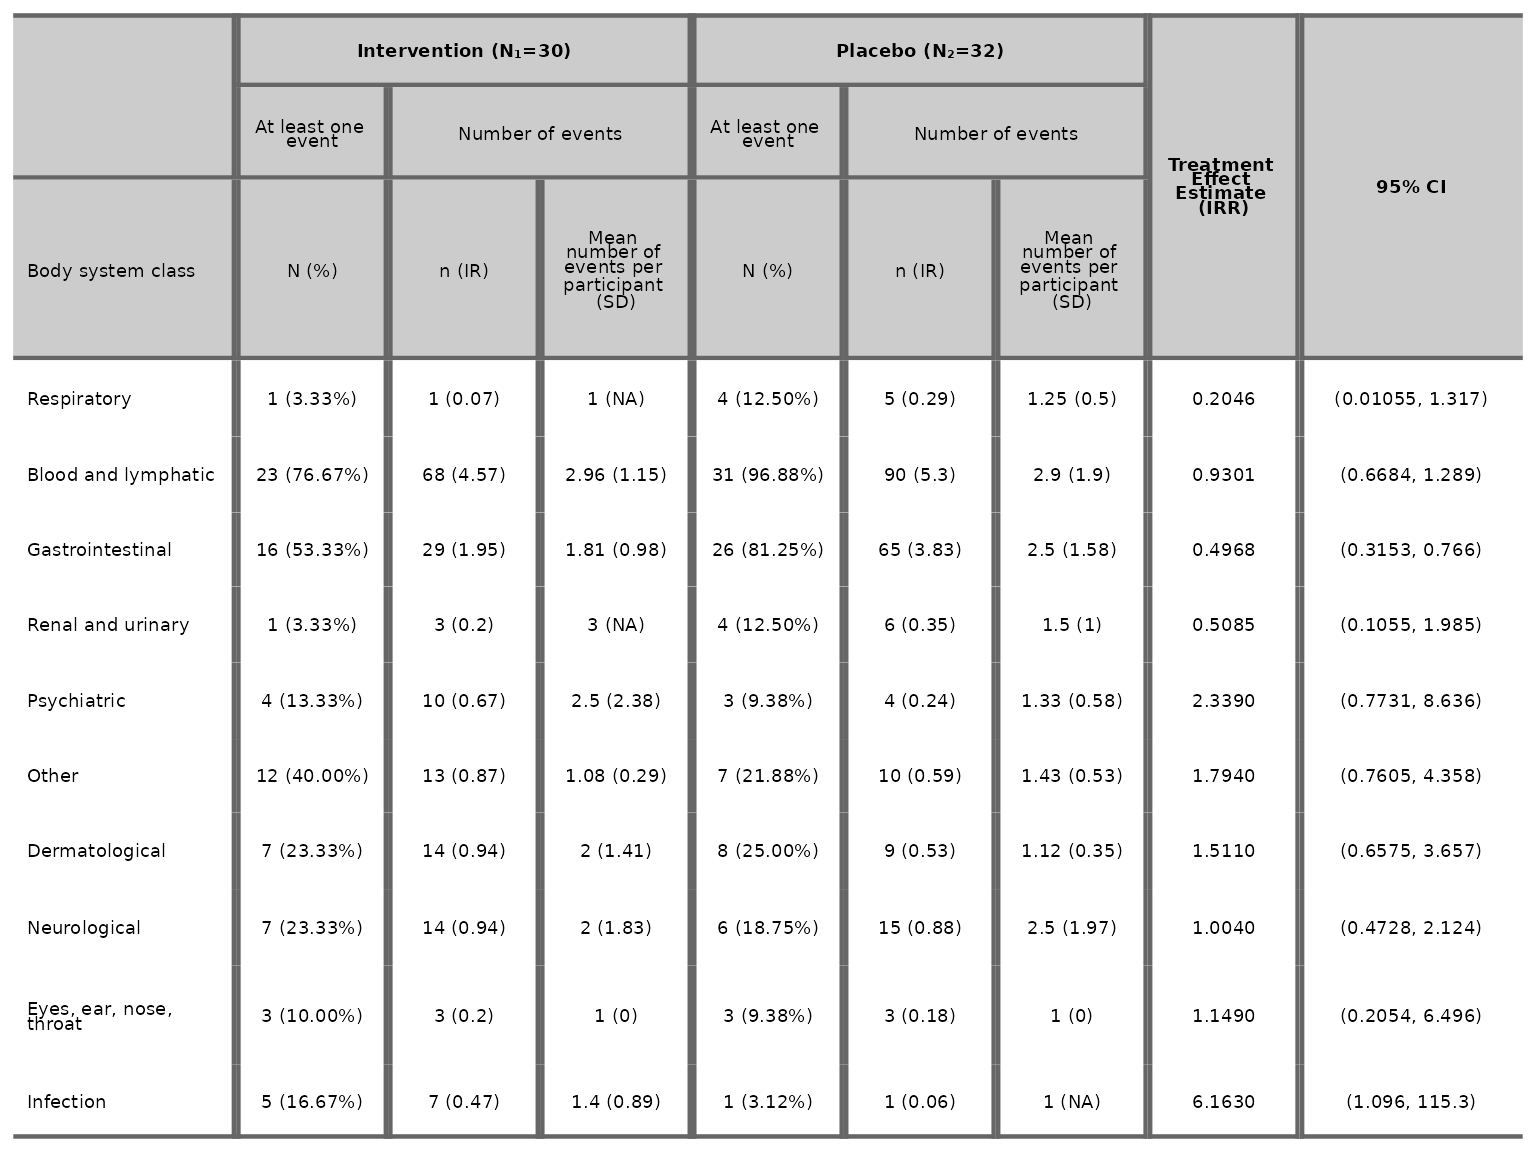 Intervention (N₁=30) Placebo (N₂=32)
At least one
event
Number of events
At least one
event
Number of events
Treatment
Effect
Estimate
(IRR)
95% CI
Body system class
N (%)
n (IR)
Mean
number of
events per
participant
(SD)
N (%)
n (IR)
Mean
number of
events per
participant
(SD)
Respiratory 1 (3.33%) 1 (0.07) 1 (NA) 4 (12.50%) 5 (0.29) 1.25 (0.5) 0.2046 (0.01055, 1.317)
Blood and lymphatic 23 (76.67%) 68 (4.57) 2.96 (1.15) 31 (96.88%) 90 (5.3) 2.9 (1.9) 0.9301 (0.6684, 1.289)
Gastrointestinal 16 (53.33%) 29 (1.95) 1.81 (0.98) 26 (81.25%) 65 (3.83) 2.5 (1.58) 0.4968 (0.3153, 0.766)
Renal and urinary 1 (3.33%) 3 (0.2) 3 (NA) 4 (12.50%) 6 (0.35) 1.5 (1) 0.5085 (0.1055, 1.985)
Psychiatric 4 (13.33%) 10 (0.67) 2.5 (2.38) 3 (9.38%) 4 (0.24) 1.33 (0.58) 2.3390 (0.7731, 8.636)
Other 12 (40.00%) 13 (0.87) 1.08 (0.29) 7 (21.88%) 10 (0.59) 1.43 (0.53) 1.7940 (0.7605, 4.358)
Dermatological 7 (23.33%) 14 (0.94) 2 (1.41) 8 (25.00%) 9 (0.53) 1.12 (0.35) 1.5110 (0.6575, 3.657)
Neurological 7 (23.33%) 14 (0.94) 2 (1.83) 6 (18.75%) 15 (0.88) 2.5 (1.97) 1.0040 (0.4728, 2.124)
Eyes, ear, nose,
throat
3 (10.00%) 3 (0.2) 1 (0) 3 (9.38%) 3 (0.18) 1 (0) 1.1490 (0.2054, 6.496)
Infection 5 (16.67%) 7 (0.47) 1.4 (0.89) 1 (3.12%) 1 (0.06) 1 (NA) 6.1630 (1.096, 115.3)